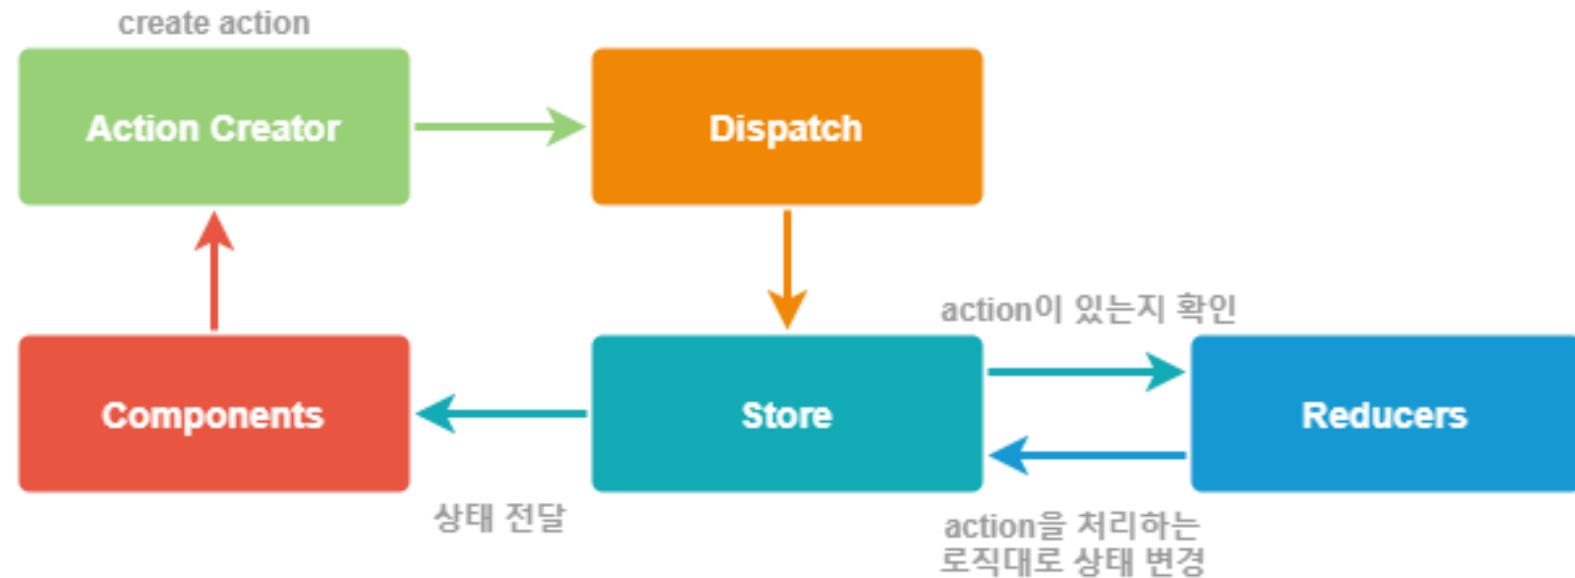 create action
Action Creator
Dispatch
action이 있는지 확인
Components
Store
Reducers
상태 전달
action을 처리하는
로직대로 상태 변경